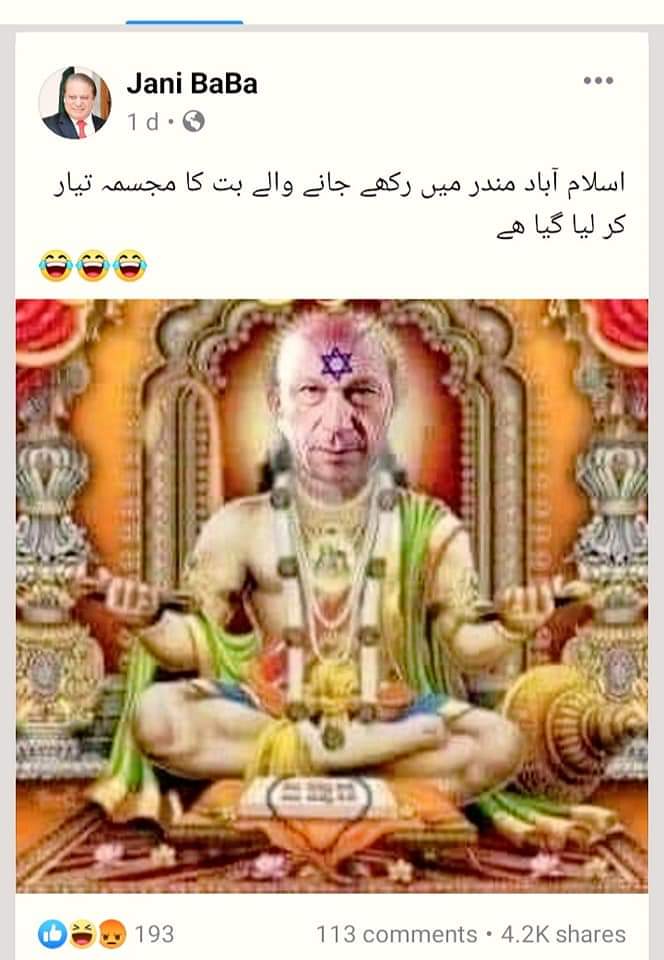 Jani BaBa
1 d
اسلام آباد مندر میں رکھے جانے والے بت کا مجسمہ تیار
کر لیا گیا ھے
😂😂😂
193
113 comments • 4.2K shares